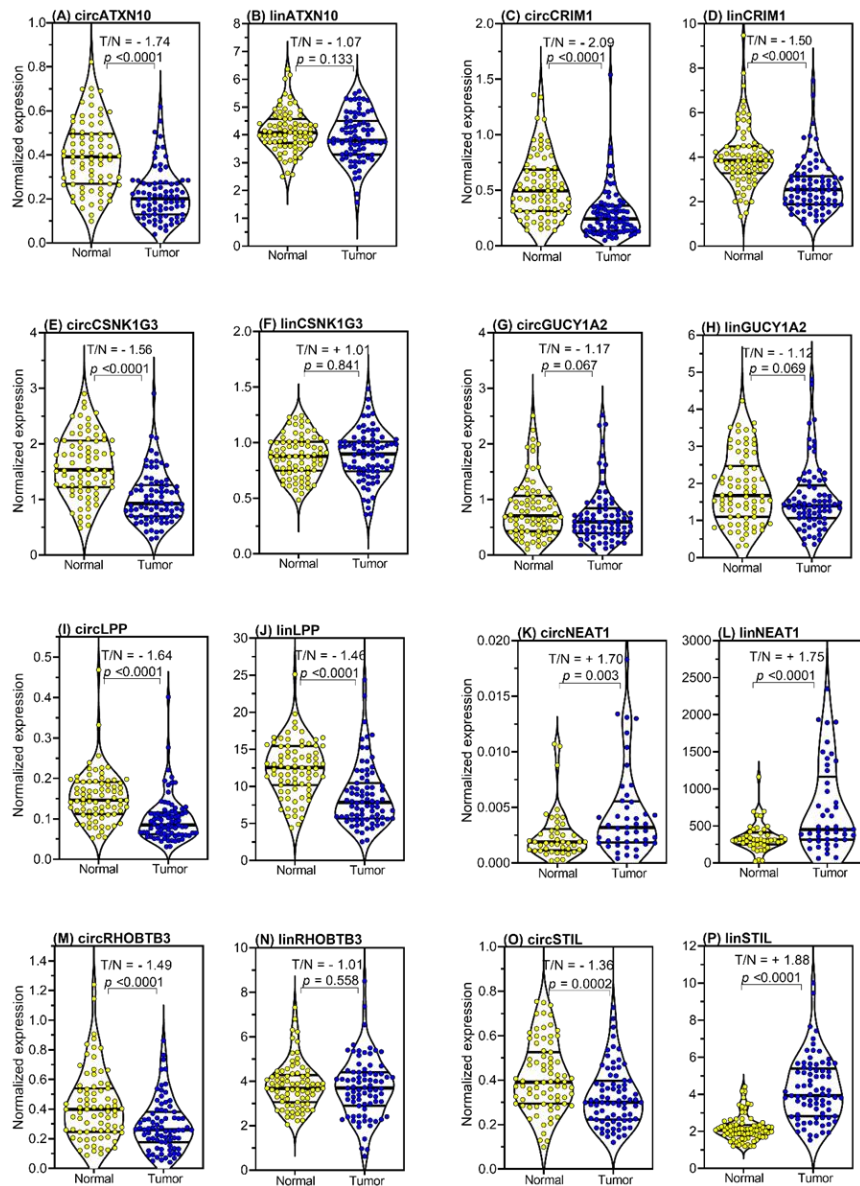 (A) circATXN10
T/N = - 1.74
p <0.0001
Normalized expression
1.0
0.8
0.6
0.4
0.2
0.0
Normal
Tumor
(B) linATXN10
T/N = - 1.07
p = 0.133
8
7
6
5
4
3
2
1
0
Normal
Tumor
(C) circCRIM1
T/N = - 2.09
p <0.0001
Normalized expression
2.0
1.5
1.0
0.5
0.0
Normal
Tumor
(D) linCRIM1
T/N = - 1.50
p <0.0001
10
8
6
4
2
0
Normal
Tumor
(E) circCSNK1G3
T/N = - 1.56
p <0.0001
Normalized expression
4
3
2
1
0
Normal
Tumor
(F) linCSNK1G3
T/N = + 1.01
p = 0.841
2.0
1.5
1.0
0.5
0.0
Normal
Tumor
(G) circGUCY1A2
T/N = - 1.17
p = 0.067
Normalized expression
4
3
2
1
0
Normal
Tumor
(H) linGUCY1A2
T/N = - 1.12
p = 0.069
6
5
4
3
2
1
0
Normal
Tumor
(I) circLPP
T/N = - 1.64
p <0.0001
Normalized expression
0.5
0.4
0.3
0.2
0.1
0.0
Normal
Tumor
(J) linLPP
T/N = - 1.46
p <0.0001
30
25
20
15
10
5
0
Normal
Tumor
(K) circNEAT1
T/N = + 1.70
p = 0.003
Normalized expression
0.020
0.015
0.010
0.005
0.000
Normal
Tumor
(L) linNEAT1
T/N = + 1.75
p <0.0001
3000
2500
2000
1500
1000
500
0
Normal
Tumor
(M) circRHOBTB3
T/N = - 1.49
p <0.0001
Normalized expression
1.4
1.2
1.0
0.8
0.6
0.4
0.2
0.0
Normal
Tumor
(N) linRHOBTB3
T/N = - 1.01
p = 0.558
10
8
6
4
2
0
Normal
Tumor
(O) circSTIL
T/N = - 1.36
p = 0.0002
Normalized expression
1.0
0.8
0.6
0.4
0.2
0.0
Normal
Tumor
(P) linSTIL
T/N = + 1.88
p <0.0001
12
10
8
6
4
2
0
Normal
Tumor